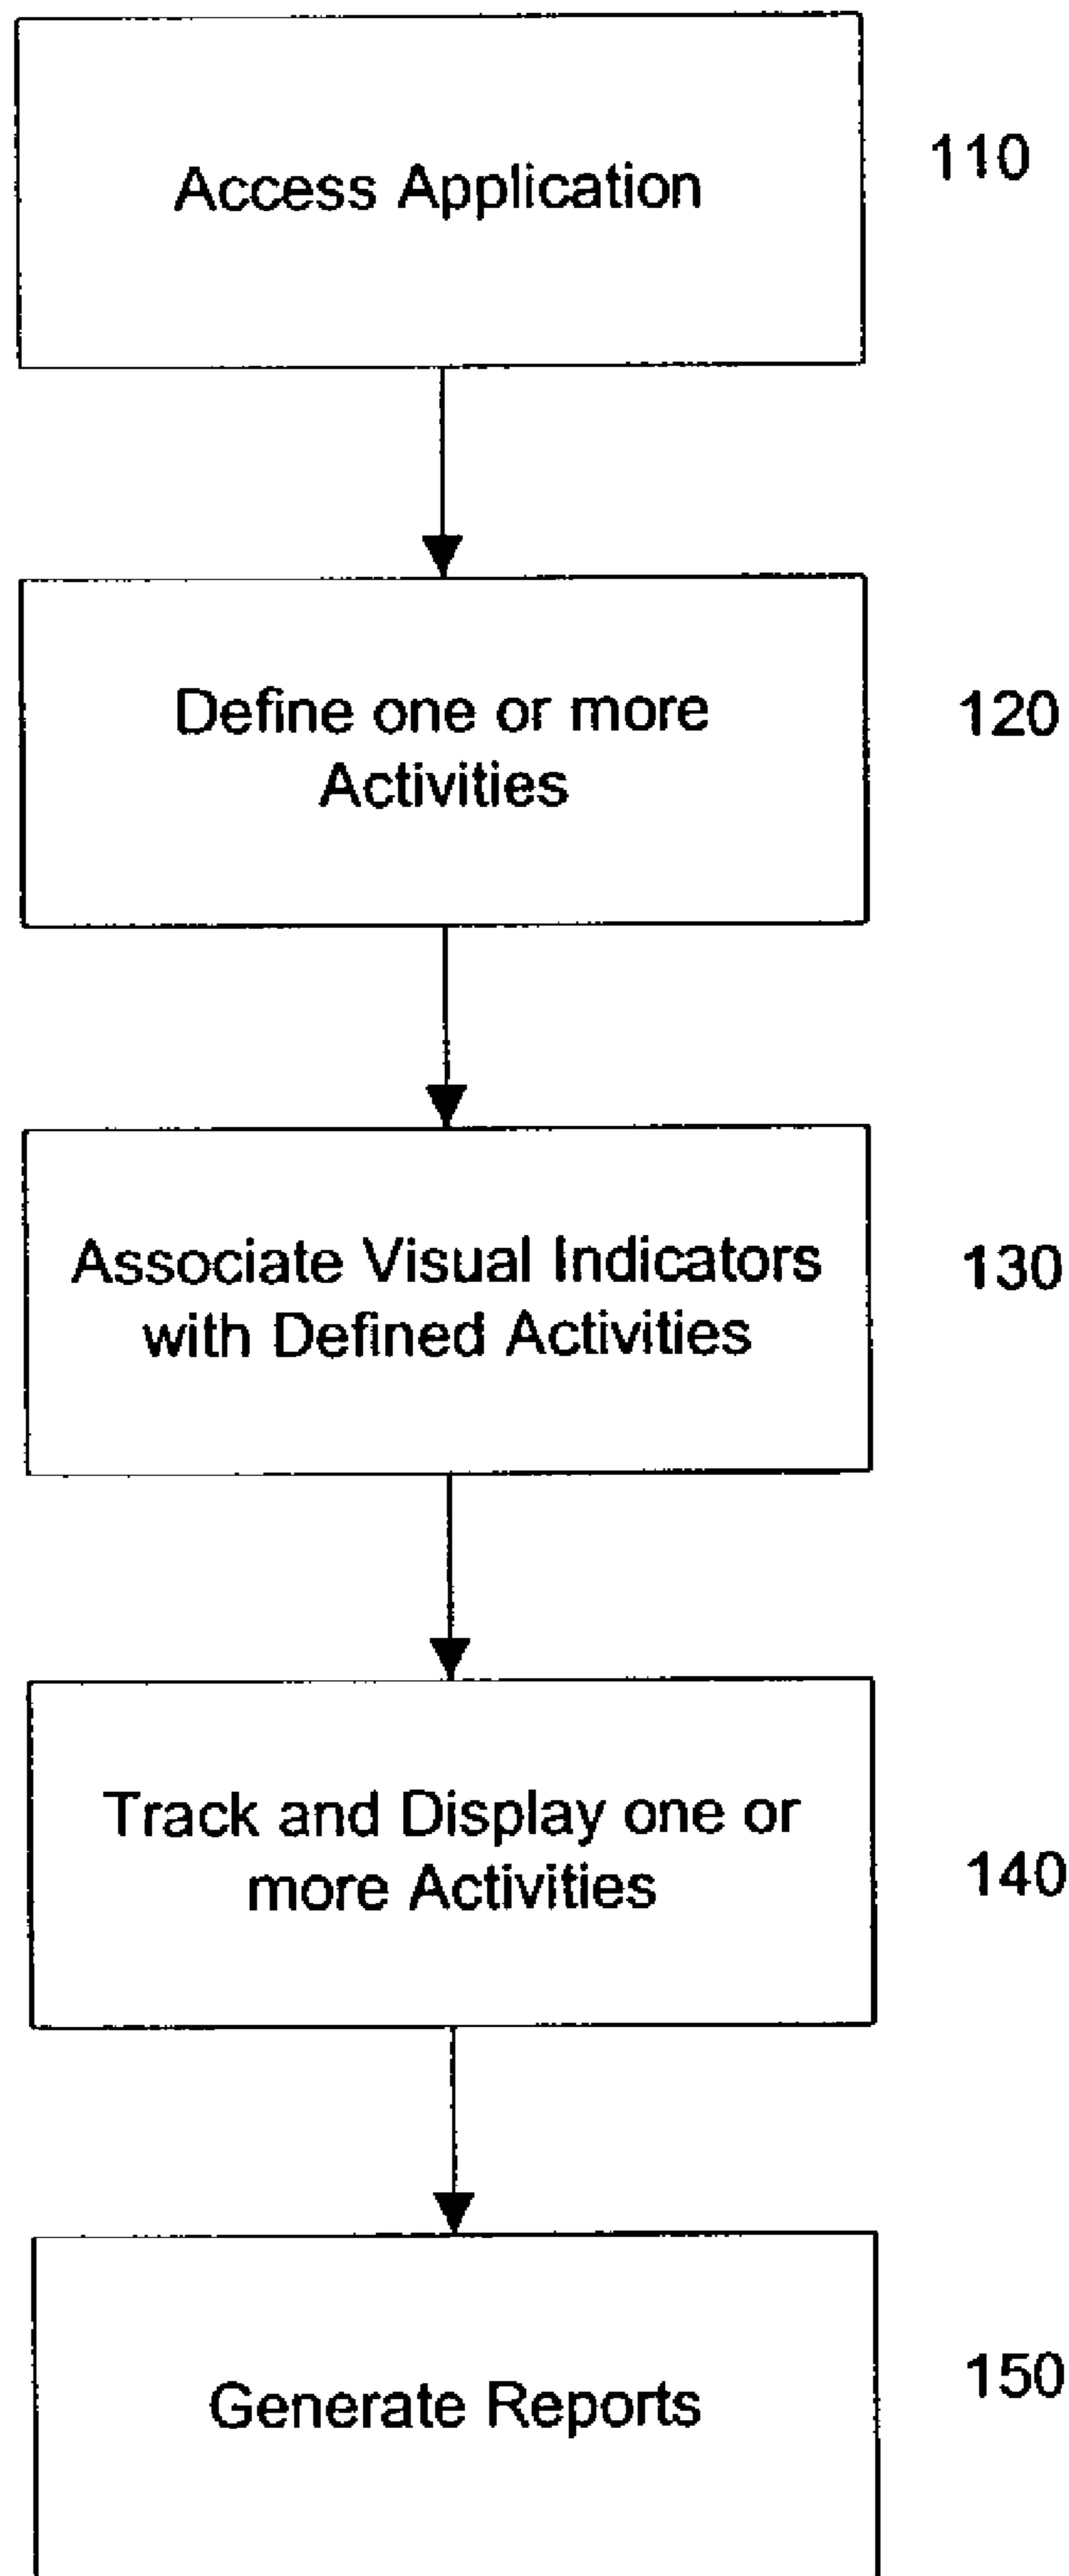 Access Application
110
Define one or more
Activities
120
Associate Visual Indicators
with Defined Activities
130
Track and Display one or
more Activities
140
Generate Reports
150